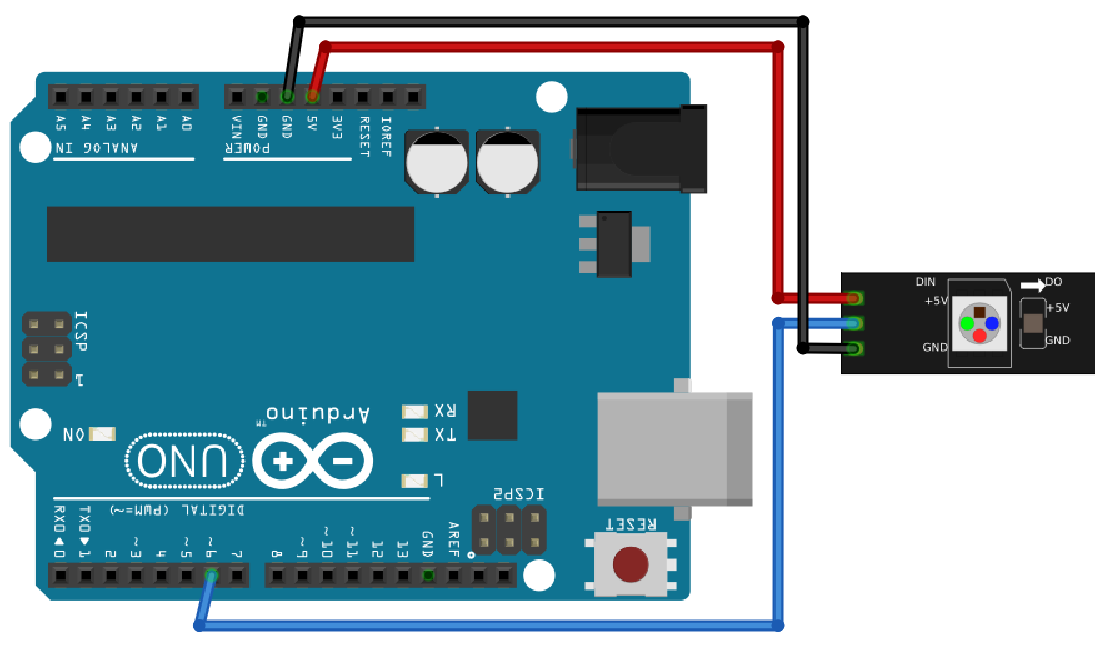 A5
A4
A3
A2
A1
A0
VIN
GND
GND
5V
3V3
RESET
IOREF
ANALOG IN
POWER
DIN
DO
+5V
+5V
GND
GND
ICSP
1
Arduino
TM
RX
TX
ON
UNO
L
DIGITAL (PWM=~)
ICSP2
RX0◀0
TX0▶1
2
~3
4
~5
~6
7
8
~9
~10
~11
12
13
GND
AREF
RESET